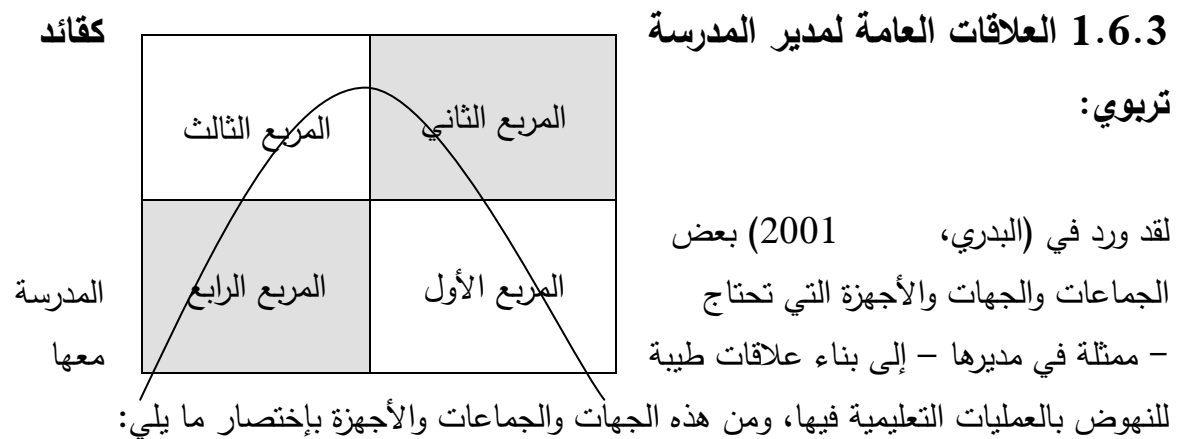 1.6.3 العلاقات العامة لمدير المدرسة كقائد
تربوي:
المربع الثاني
المربع الثالث
لقد ورد في (البدري، 2001) بعض
الجماعات والجهات والأجهزة التي تحتاج المدرسة
المربع الأول
المربع الرابع
– ممثلة في مديرها – إلى بناء علاقات طيبة معها
للنهوض بالعمليات التعليمية فيها، ومن هذه الجهات والجماعات والأجهزة بإختصار ما يلي: